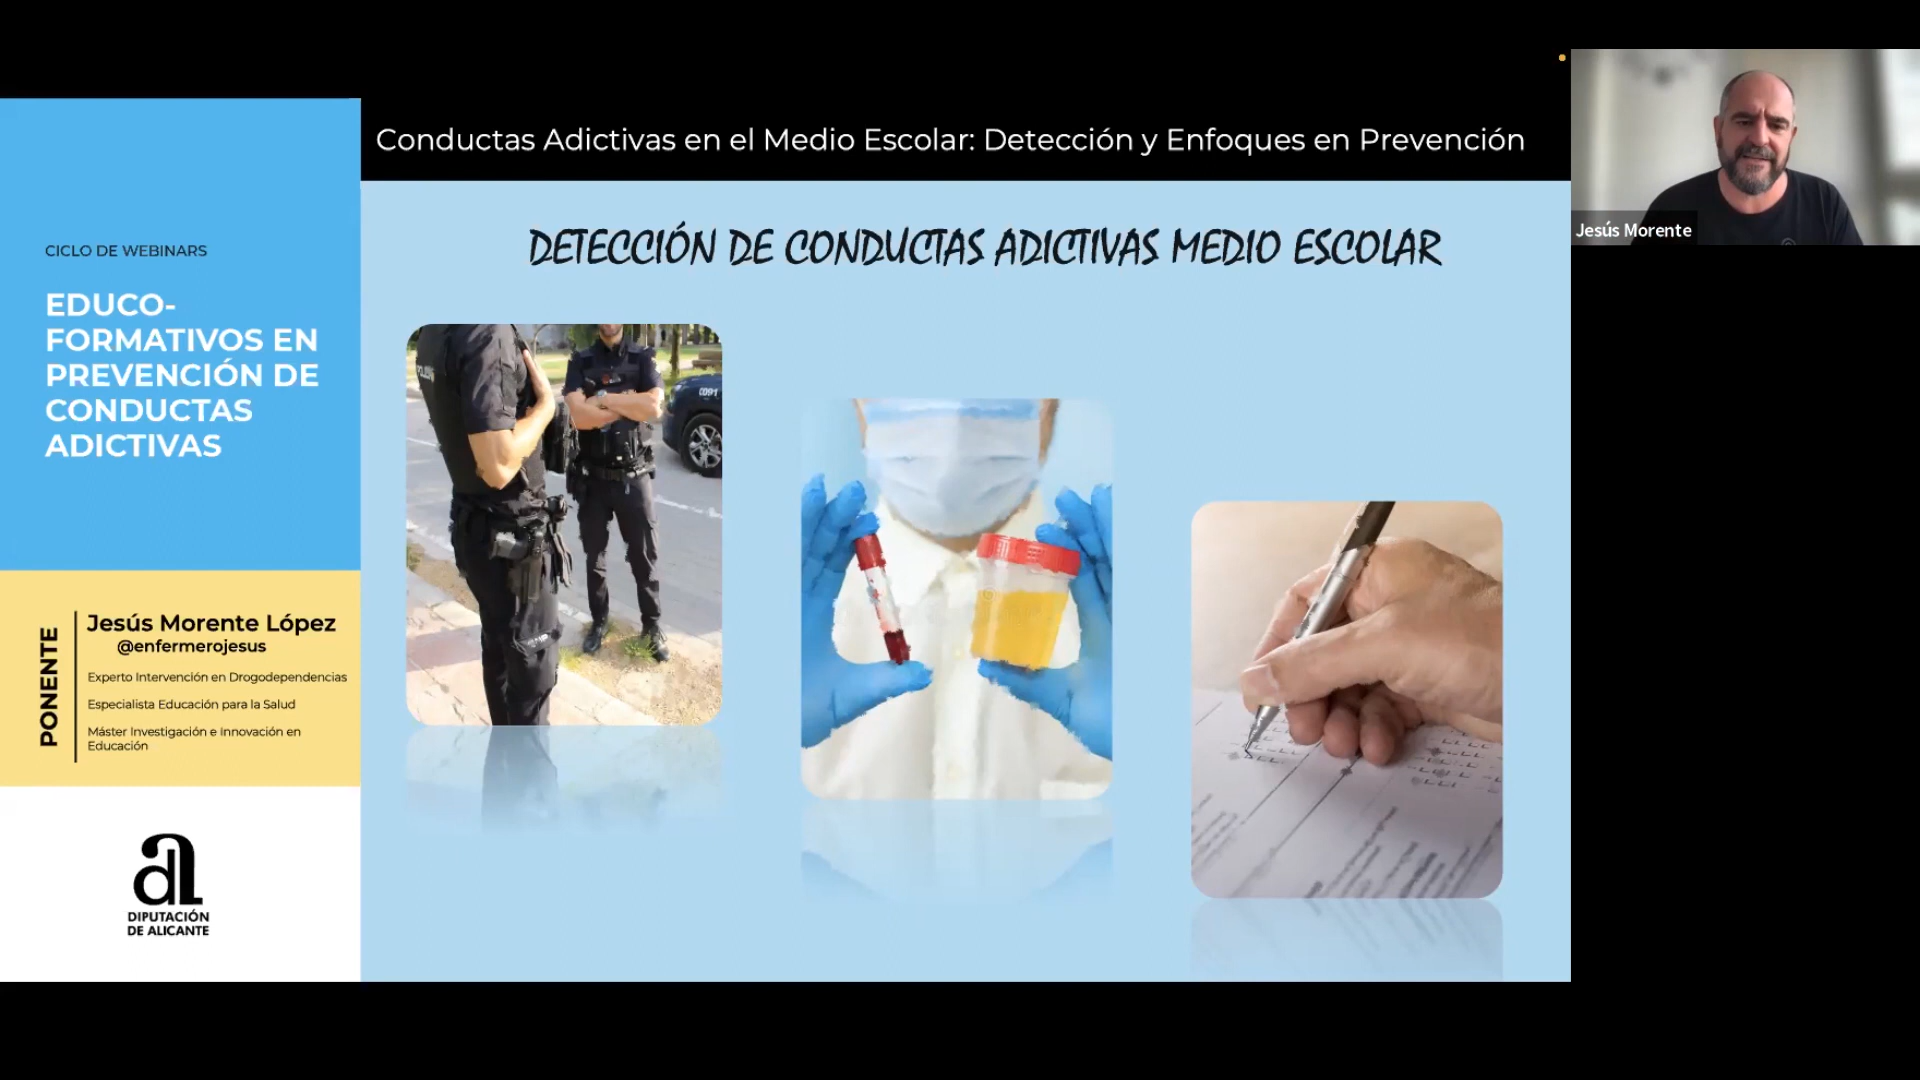 Conductas Adictivas en el Medio Escolar: Detección y Enfoques en Prevención
CICLO DE WEBINARS
EDUCO-
FORMATIVOS EN
PREVENCIÓN DE
CONDUCTAS
ADICTIVAS
PONENTE
Jesús Morente López
@enfermerojesus
Experto Intervención en Drogodependencias
Especialista Educación para la Salud
Máster Investigación e Innovación en
Educación
DIPUTACIÓN
DE ALICANTE
DETECCIÓN DE CONDUCTAS ADICTIVAS MEDIO ESCOLAR
Jesús Morente